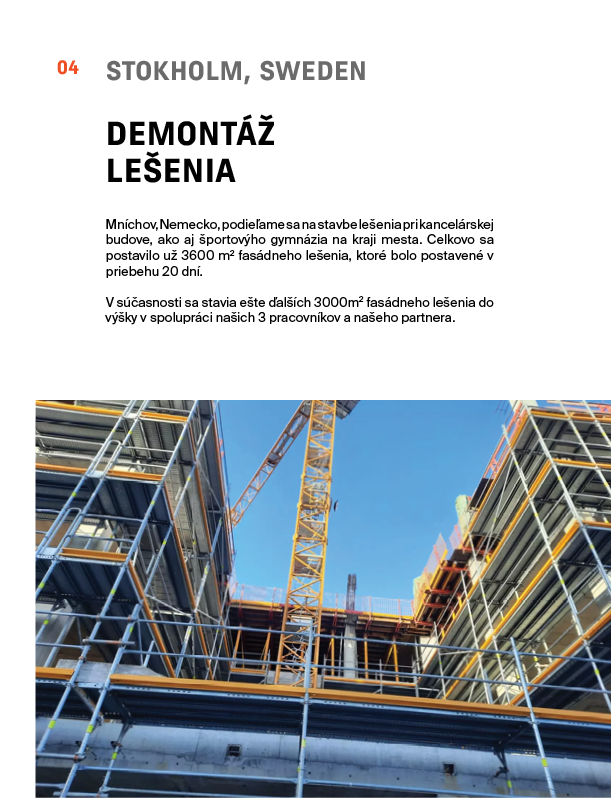 04 STOKHOLM, SWEDEN
DEMONTÁŽ
LEŠENIA
Mníchov, Nemecko, podieľame sa na stavbe lešenia pri kancelárskej
budove, ako aj športovýho gymnázia na kraji mesta. Celkovo sa
postavilo už 3600 m² fasádneho lešenia, ktoré bolo postavené v
priebehu 20 dní.
V súčasnosti sa stavia ešte ďalších 3000m² fasádneho lešenia do
výšky v spolupráci našich 3 pracovníkov a našeho partnera.